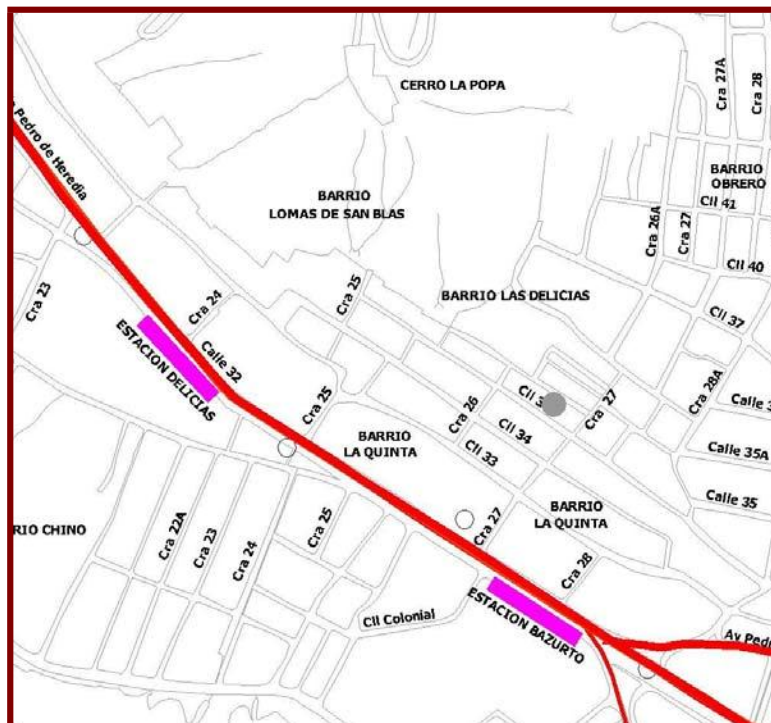 Cra 27A
Cra 28
CERRO LA POPA
Pedro de Heredia
BARRIO
OBRERO
BARRIO
LOMAS DE SAN BLAS
Cll 41
Cra 26A
Cra 27
Cll 40
Cra 23
Cra 24
Cra 25
BARRIO LAS DELICIAS
Cll 37
ESTACION DELICIAS
Calle 32
Cra 28A
Cra 25
Cra 26
Cll
Cra 27
Calle
Cll 34
BARRIO
LA QUINTA
Cll 33
Calle 35A
Calle 35
BARRIO
LA QUINTA
CHINO
Cra 22A
Cra 23
Cra 24
Cra 25
Cra 27
Cra 28
Cll Colonial
ESTACION BAZURTO
Av